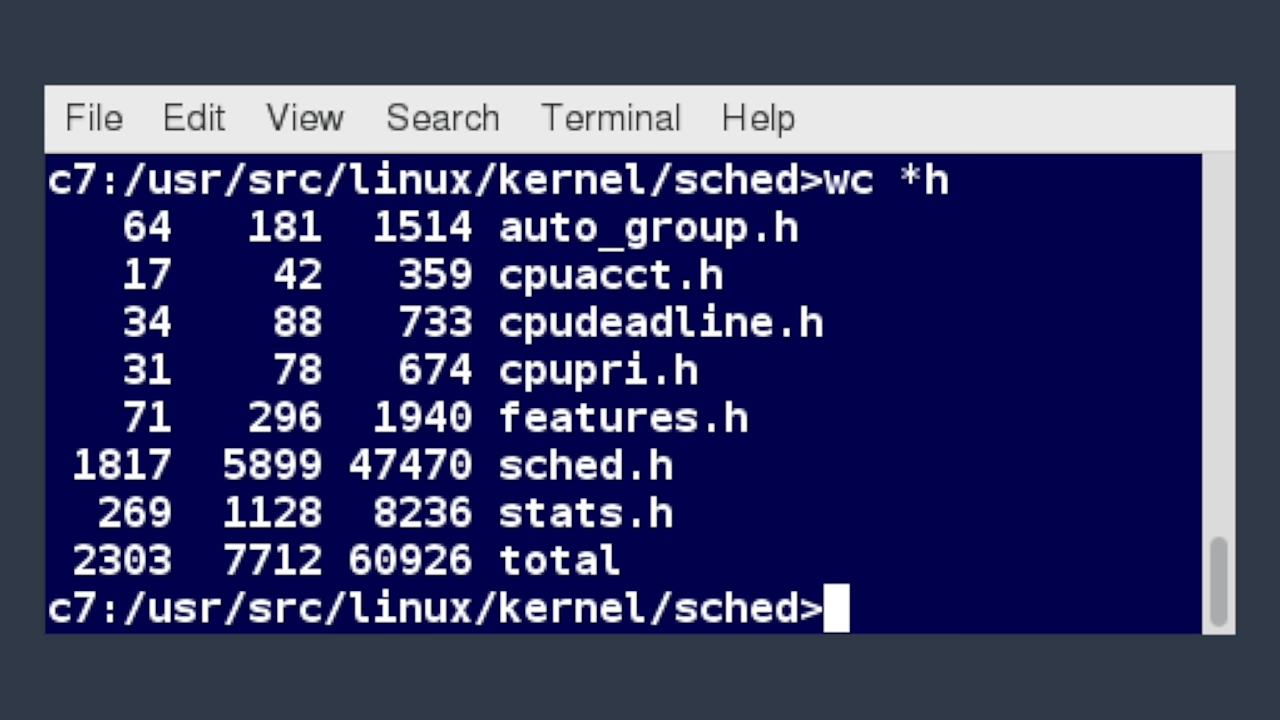 File Edit View Search Terminal Help
c7:/usr/src/linux/kernel/sched>wc *h
64 181 1514 auto_group.h
17 42 359 cpuacct.h
34 88 733 cpudeadline.h
31 78 674 cpupri.h
71 296 1940 features.h
1817 5899 47470 sched.h
269 1128 8236 stats.h
2303 7712 60926 total
c7:/usr/src/linux/kernel/sched>